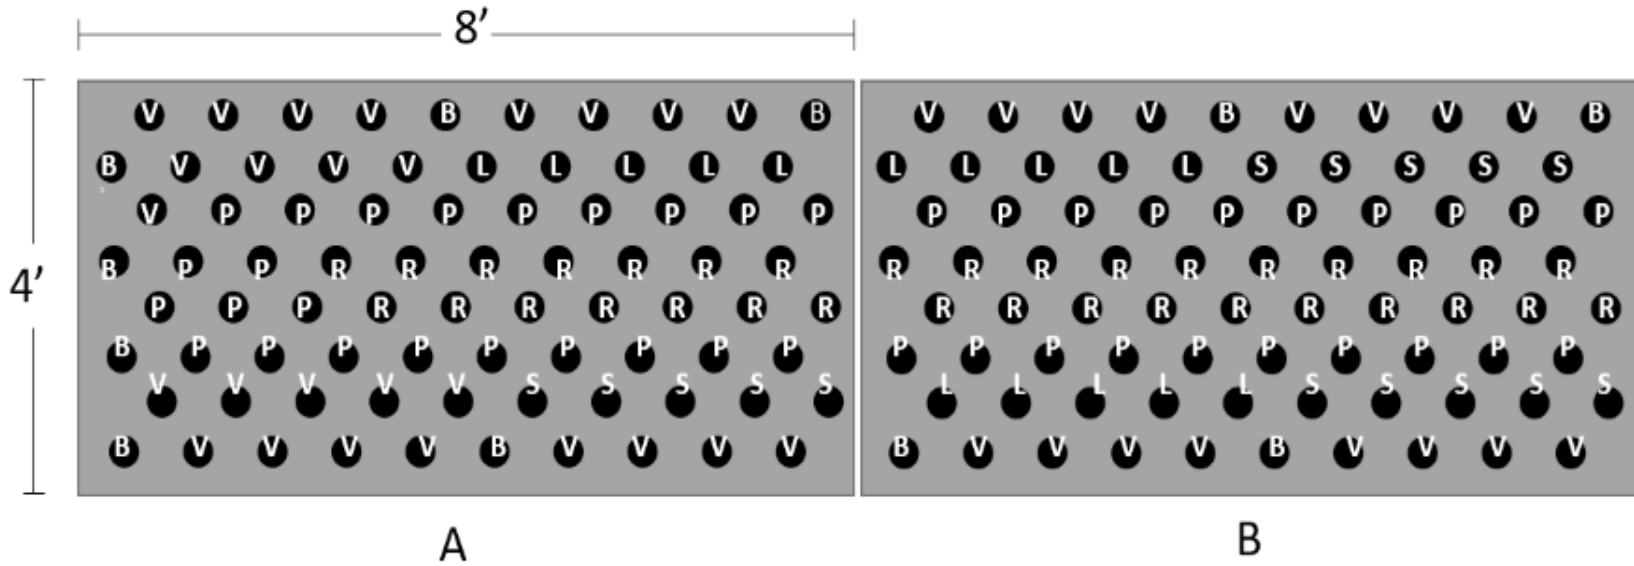 8’
V V V V B V V V V B V V V V B V V V V B
B V V V V L L L L L L L L L L S S S S S
V P P P P P P P P P P P P P P P P P P P
4’
B P P R R R R R R R R R R R R R R R R R
P P P R R R R R R R R R R R R R R R R R
B P P P P P P P P P P P P P P P P P P P
V V V V V S S S S S L L L L L S S S S S
B V V V V B V V V V B V V V V B V V V V
A B